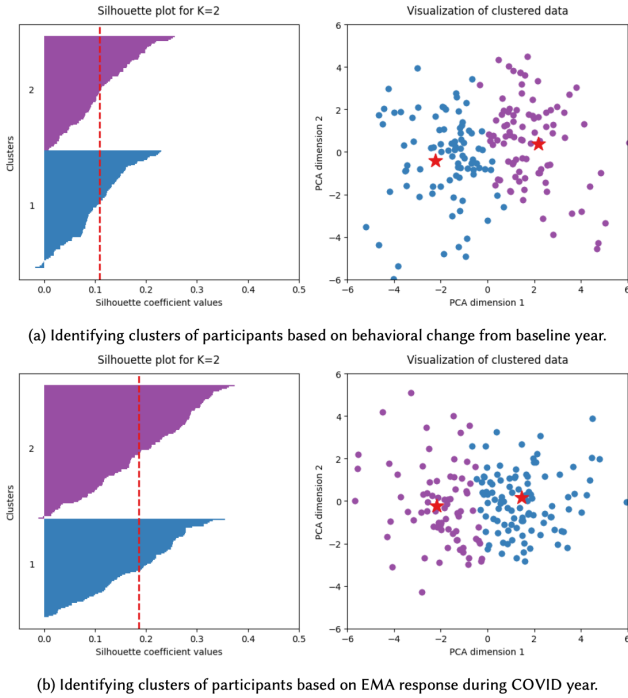 Silhouette plot for K=2
Visualization of clustered data
Clusters
2
1
0.0 0.1 0.2 0.3 0.4 0.5
Silhouette coefficient values
PCA dimension 2
6
4
2
0
−2
−4
−6
−6 −4 −2 0 2 4 6
PCA dimension 1
(a) Identifying clusters of participants based on behavioral change from baseline year.
Silhouette plot for K=2
Visualization of clustered data
Clusters
2
1
0.0 0.1 0.2 0.3 0.4 0.5
Silhouette coefficient values
PCA dimension 2
6
4
2
0
−2
−4
−6
−6 −4 −2 0 2 4 6
PCA dimension 1
(b) Identifying clusters of participants based on EMA response during COVID year.